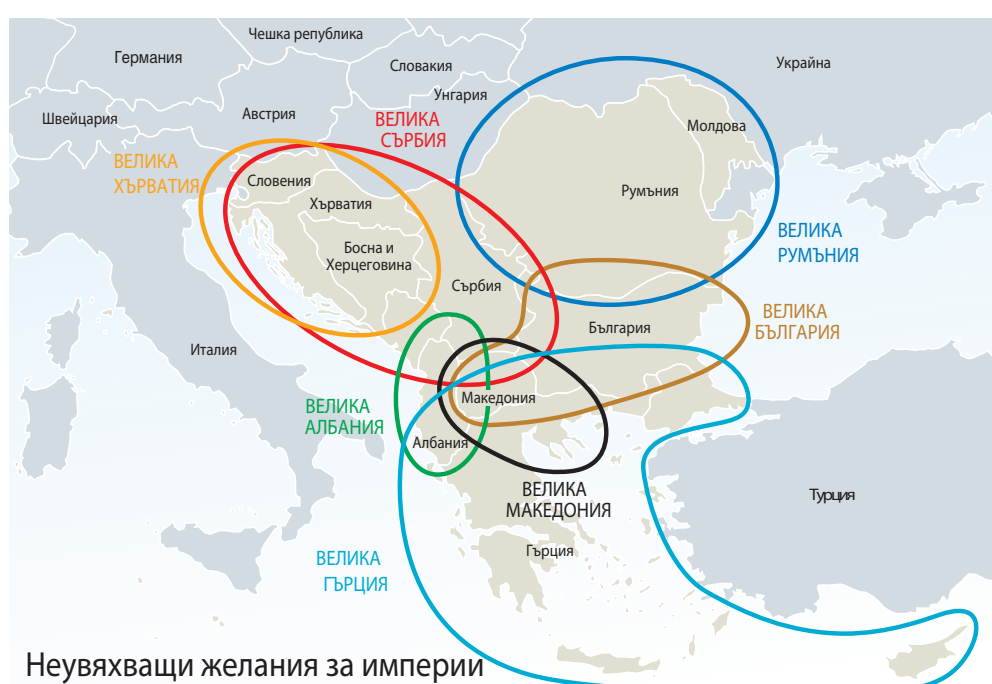 Чешка република
Германия
Словакия
Украйна
Унгария
Швейцария
Австрия
ВЕЛИКА
СЪРБИЯ
Молдова
ВЕЛИКА
ХЪРВАТИЯ
Словения
Хърватия
Румъния
Босна и
Херцеговина
ВЕЛИКА
РУМЪНИЯ
Сърбия
ВЕЛИКА
БЪЛГАРИЯ
България
Италия
Македония
ВЕЛИКА
АЛБАНИЯ
Албания
ВЕЛИКА
МАКЕДОНИЯ
Турция
ВЕЛИКА
ГЪРЦИЯ
Гърция
Неувяхващи желания за империи